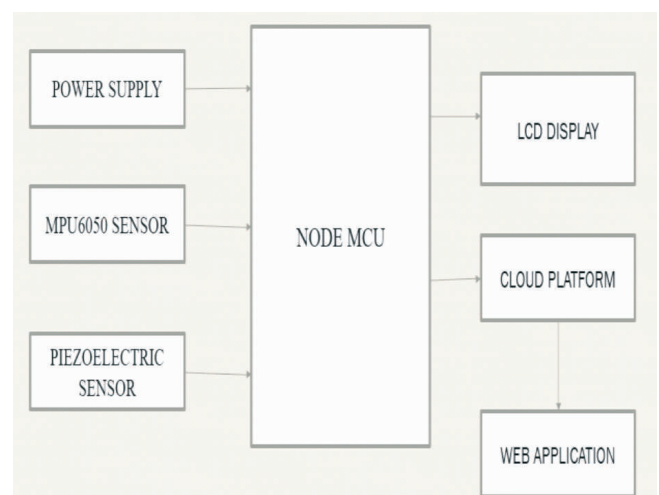 POWER SUPPLY
MPU6050 SENSOR
PIEZOELECTRIC
SENSOR
NODE MCU
LCD DISPLAY
CLOUD PLATFORM
WEB APPLICATION